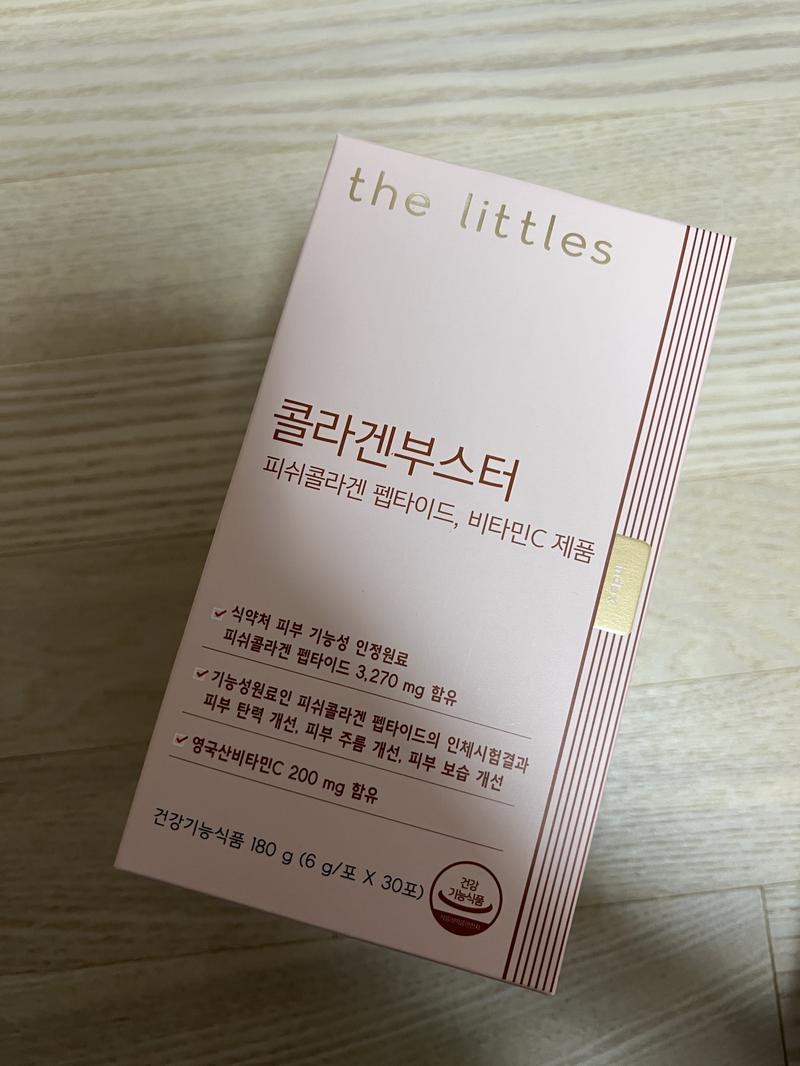 the littles
콜라겐부스터
피쉬콜라겐 펩타이드, 비타민C 제품
식약처 피부 기능성 인정원료
피쉬콜라겐 펩타이드 3,270 mg 함유
기능성원료인 피쉬콜라겐 펩타이드의 인체시험결과
피부 탄력 개선, 피부 주름 개선, 피부 보습 개선
영국산비타민C 200 mg 함유
건강기능식품 180 g (6 g/포 X 30포)
건강
기능식품